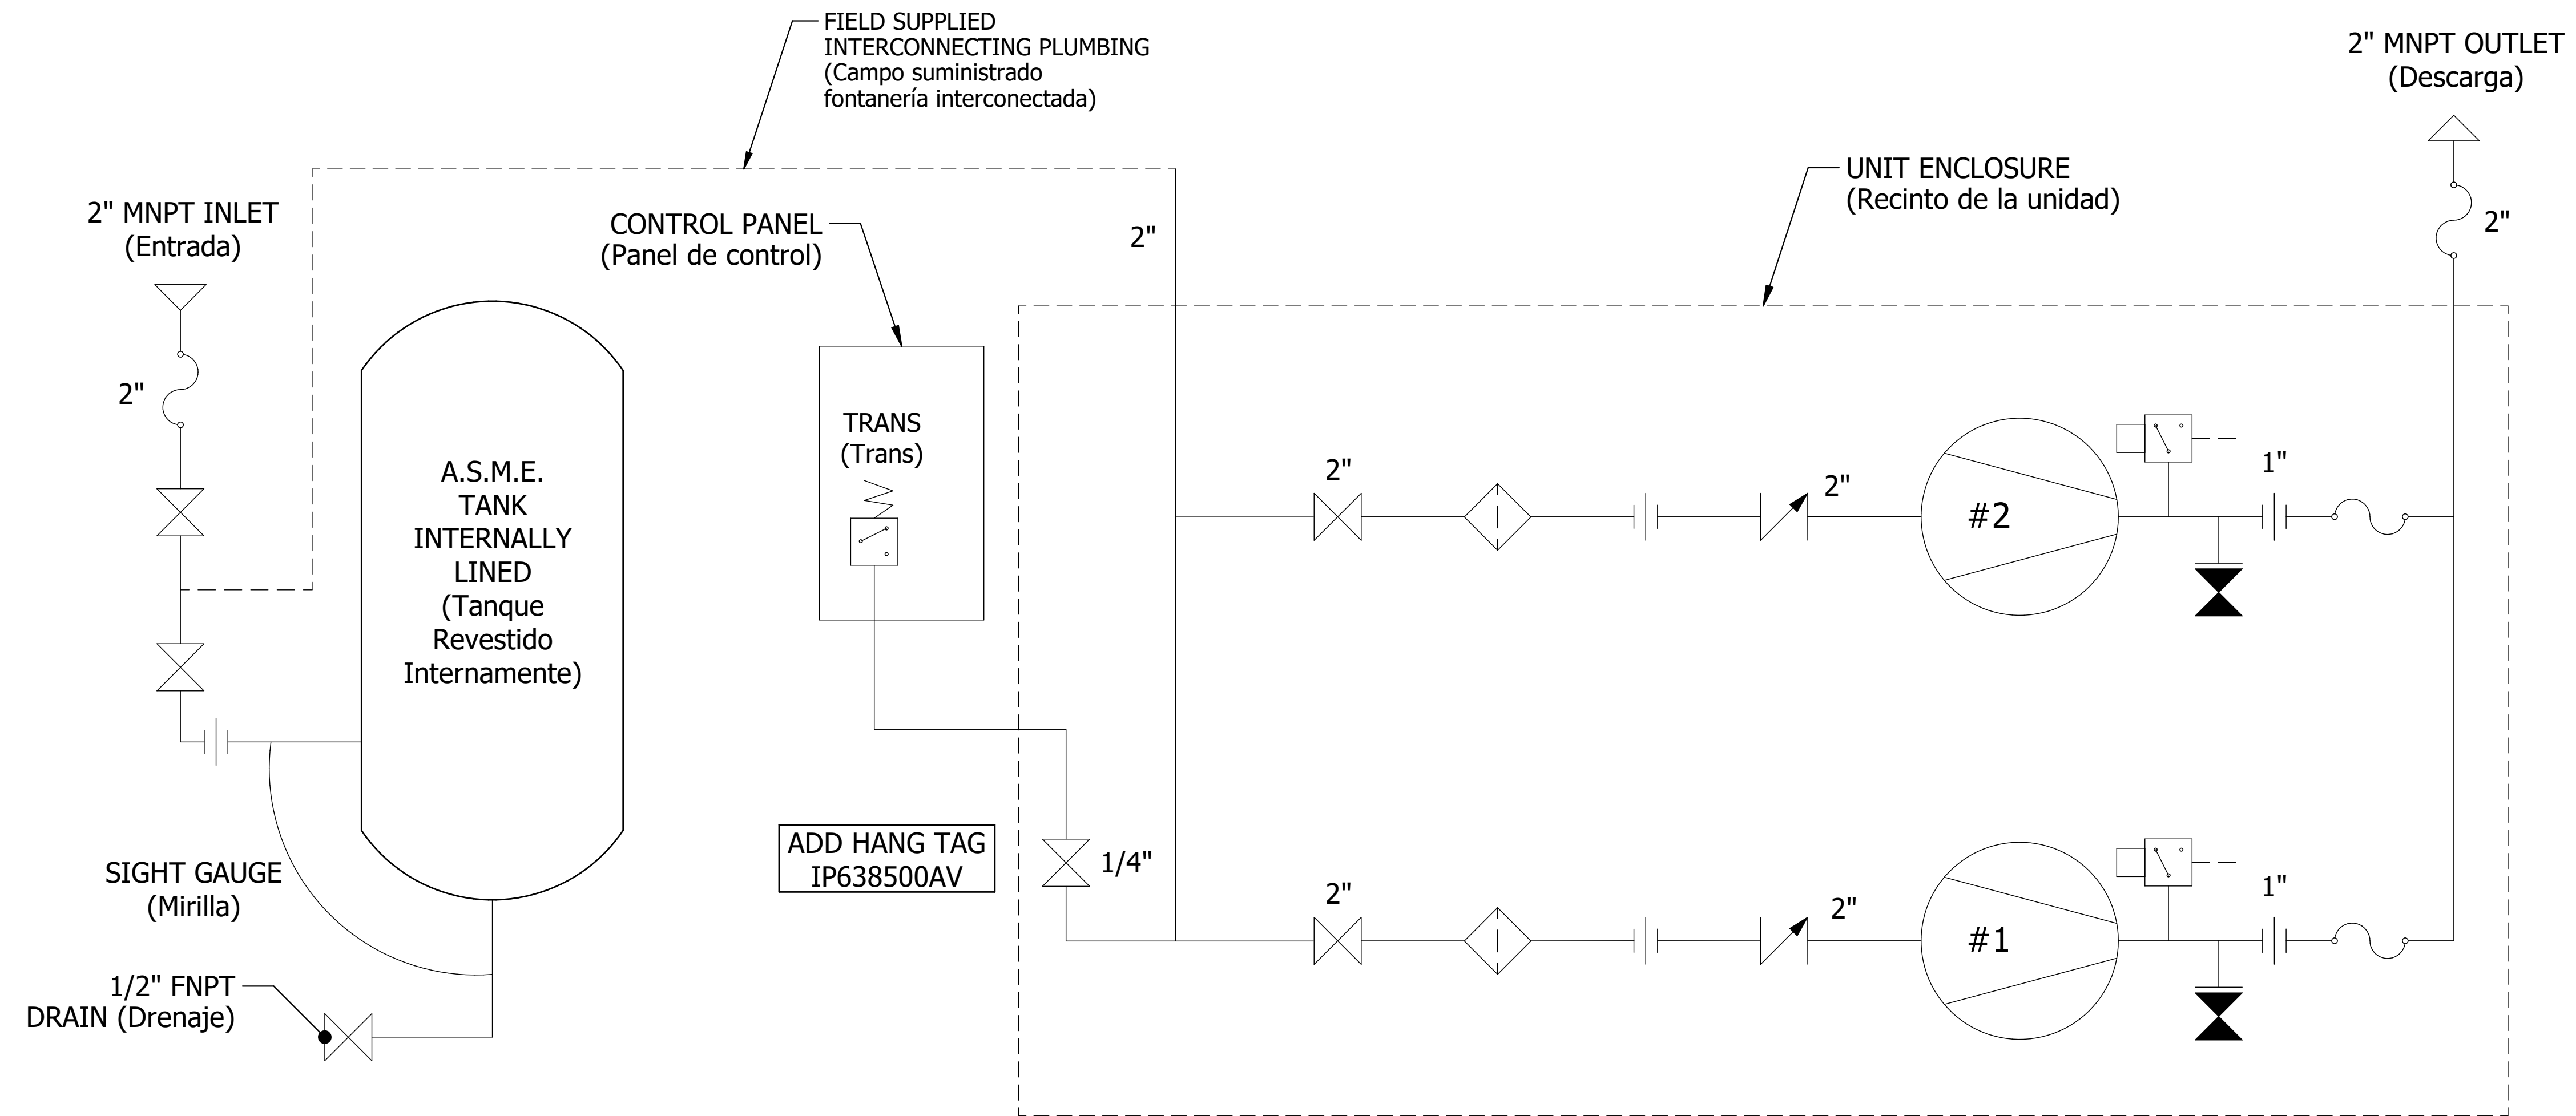 FIELD SUPPLIED
INTERCONNECTING PLUMBING
(Campo suministrado
fontanería interconectada)
2" MNPT OUTLET
(Descarga)
UNIT ENCLOSURE
(Recinto de la unidad)
2" MNPT INLET
(Entrada)
CONTROL PANEL
(Panel de control)
2"
2"
2"
TRANS
(Trans)
A.S.M.E.
TANK
INTERNALLY
LINED
(Tanque
Revestido
Internamente)
2"
2"
#2
1"
ADD HANG TAG
IP638500AV
1/4"
SIGHT GAUGE
(Mirilla)
2"
2"
#1
1"
1/2" FNPT
DRAIN (Drenaje)